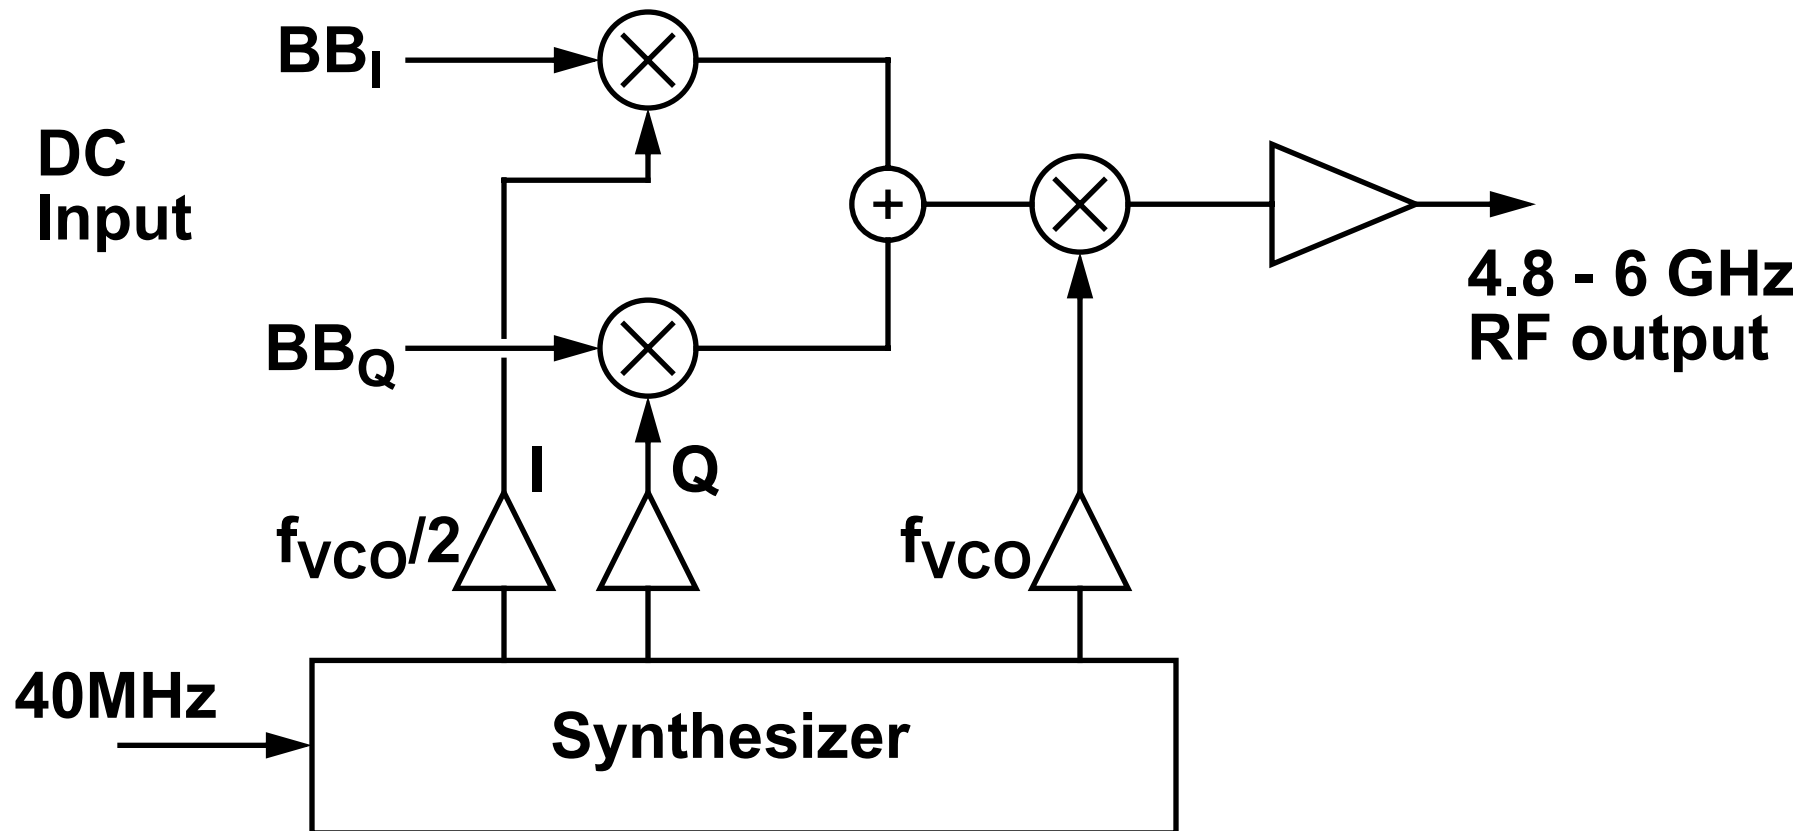 BB_I
DC
Input
4.8 - 6 GHz
RF output
BB_Q
I
Q
f_VCO/2
f_VCO
40MHz
Synthesizer